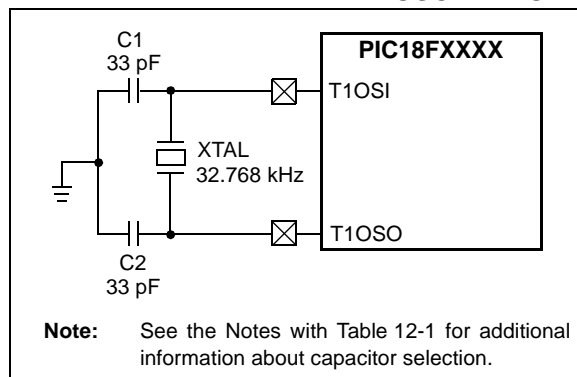 C1
33 pF
PIC18FXXXX
T1OSI
XTAL
32.768 kHz
T1OSO
C2
33 pF
Note: See the Notes with Table 12-1 for additional
information about capacitor selection.